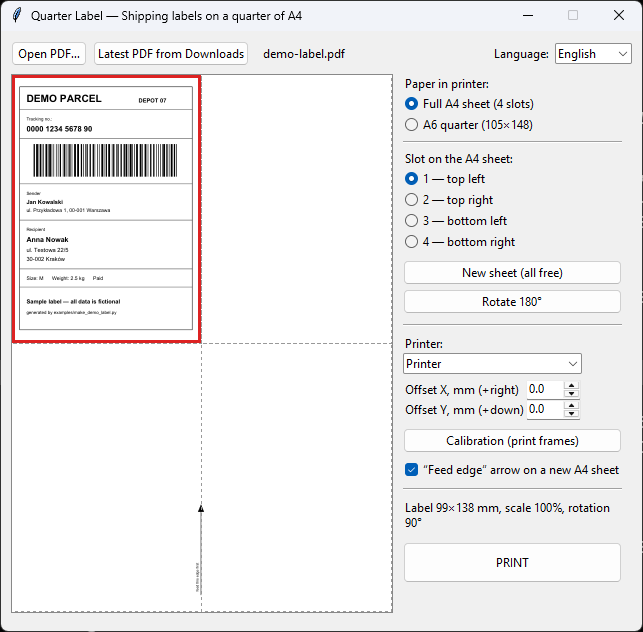 Quarter Label — Shipping labels on a quarter of A4
Open PDF...
Latest PDF from Downloads
demo-label.pdf
Language:
English
DEMO PARCEL
DEPOT 07
Tracking no.:
0000 1234 5678 90
Sender
Jan Kowalski
ul. Przykładowa 1, 00-001 Warszawa
Recipient
Anna Nowak
ul. Testowa 22/5
30-002 Kraków
Size: M Weight: 2.5 kg Paid
Sample label — all data is fictional
generated by examples/make_demo_label.py
Paper in printer:
Full A4 sheet (4 slots)
A6 quarter (105×148)
Slot on the A4 sheet:
1 — top left
2 — top right
3 — bottom left
4 — bottom right
New sheet (all free)
Rotate 180°
Printer:
Printer
Offset X, mm (+right) 0.0
Offset Y, mm (+down) 0.0
Calibration (print frames)
“Feed edge” arrow on a new A4 sheet
Label 99×138 mm, scale 100%, rotation
90°
PRINT